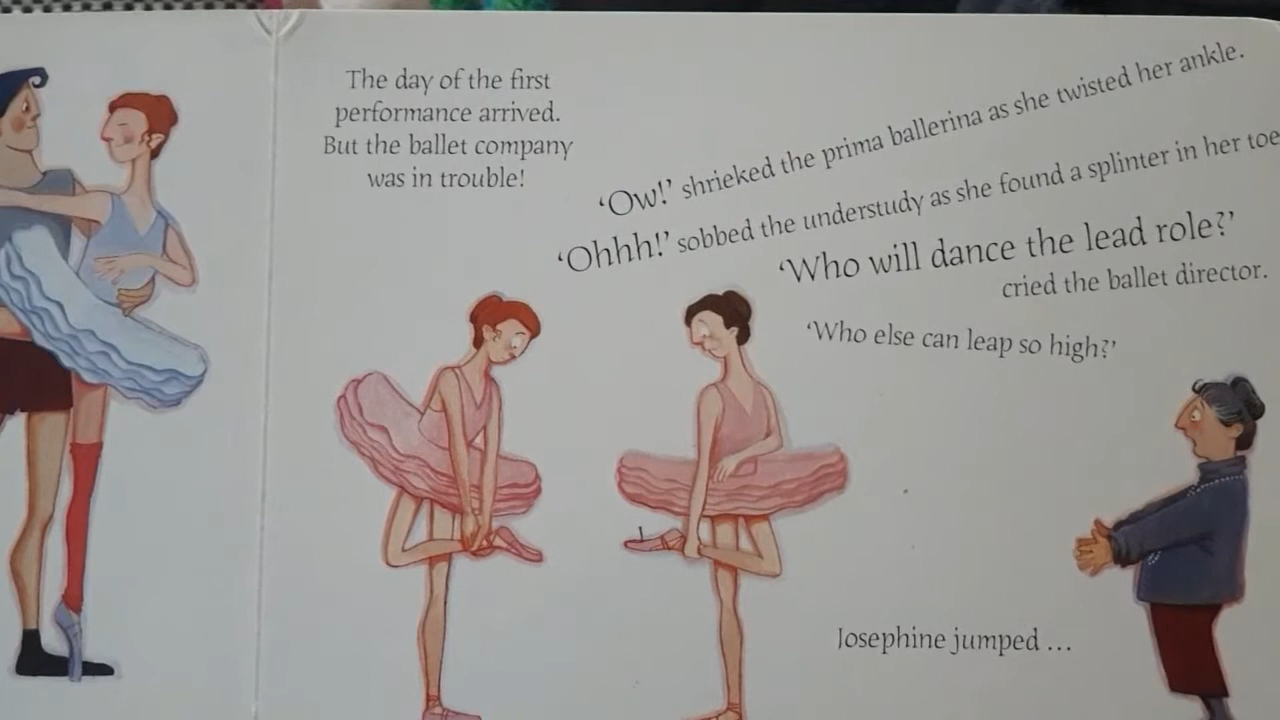 The day of the first
performance arrived.
But the ballet company
was in trouble!
‘Ow!’ shrieked the prima ballerina as she twisted her ankle.
‘Ohhh!’ sobbed the understudy as she found a splinter in her toe
‘Who will dance the lead role?’
cried the ballet director.
‘Who else can leap so high?’
Josephine jumped ...